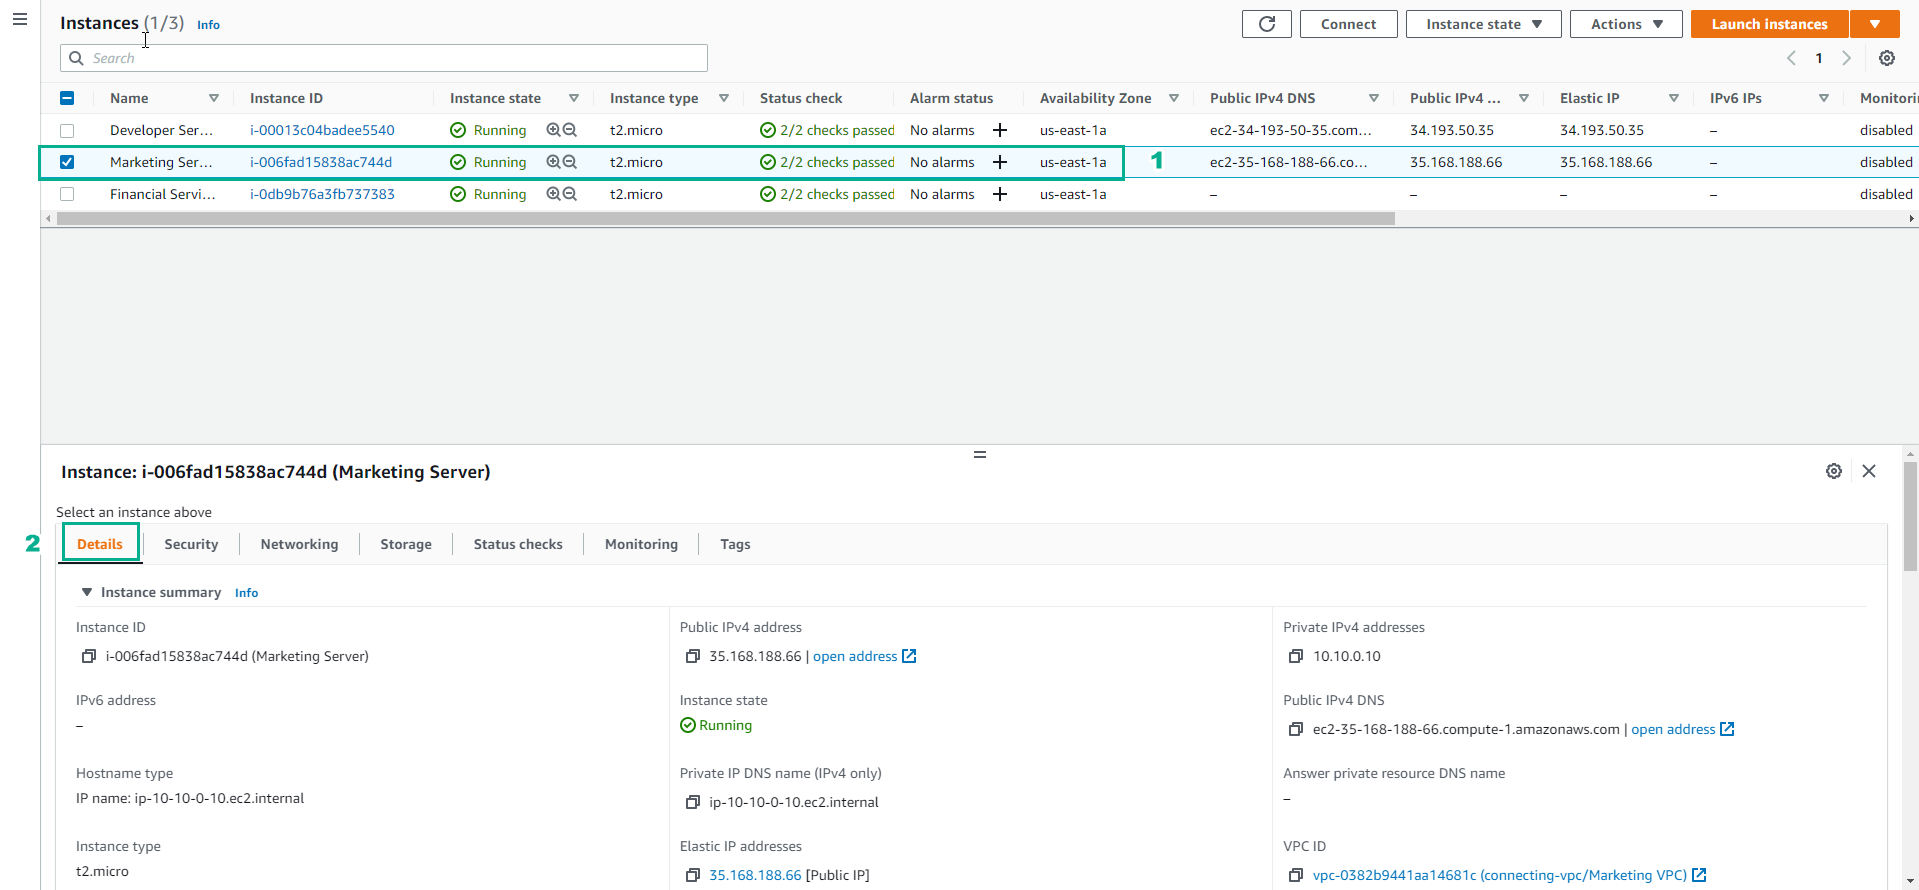 Instances (1/3) Info Connect Instance state Actions Launch instances
Search 1
Name Instance ID Instance state Instance type Status check Alarm status Availability Zone Public IPv4 DNS Public IPv4 ... Elastic IP IPv6 IPs Monitorin
Developer Ser... i-00013c04badee5540 Running t2.micro 2/2 checks passed No alarms + us-east-1a ec2-34-193-50-35.com... 34.193.50.35 34.193.50.35 – disabled
Marketing Ser... i-006fad15838ac744d Running t2.micro 2/2 checks passed No alarms + us-east-1a 1 ec2-35-168-188-66.co... 35.168.188.66 35.168.188.66 – disabled
Financial Servi... i-0db9b76a3fb737383 Running t2.micro 2/2 checks passed No alarms + us-east-1a – – – – disabled
Instance: i-006fad15838ac744d (Marketing Server)
Select an instance above
2 Details Security Networking Storage Status checks Monitoring Tags
Instance summary Info
Instance ID Public IPv4 address Private IPv4 addresses
i-006fad15838ac744d (Marketing Server) 35.168.188.66 | open address 10.10.0.10
IPv6 address Instance state Public IPv4 DNS
– Running ec2-35-168-188-66.compute-1.amazonaws.com | open address
Hostname type Private IP DNS name (IPv4 only) Answer private resource DNS name
IP name: ip-10-10-0-10.ec2.internal ip-10-10-0-10.ec2.internal –
Instance type Elastic IP addresses VPC ID
t2.micro 35.168.188.66 [Public IP] vpc-0382b9441aa14681c (connecting-vpc/Marketing VPC)